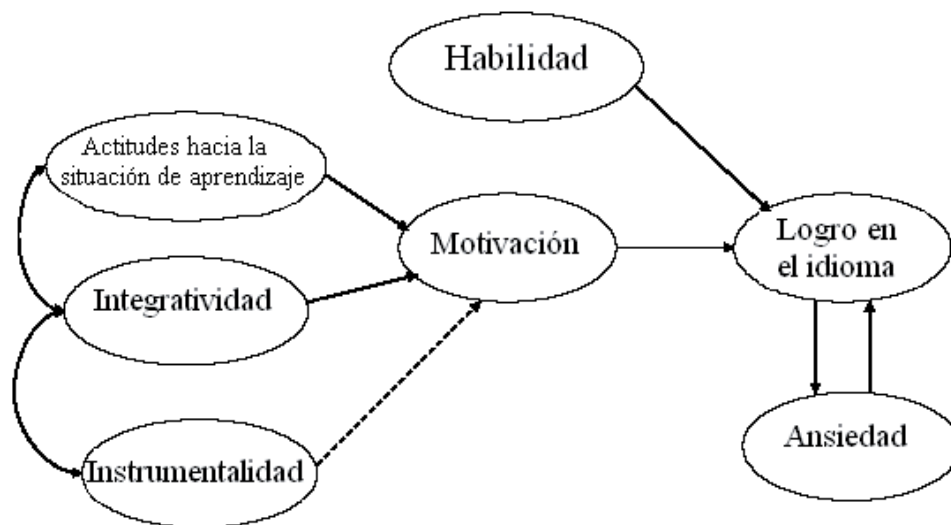 Habilidad
Actitudes hacia la
situación de aprendizaje
Motivación
Logro en
el idioma
Integratividad
Instrumentalidad
Ansiedad